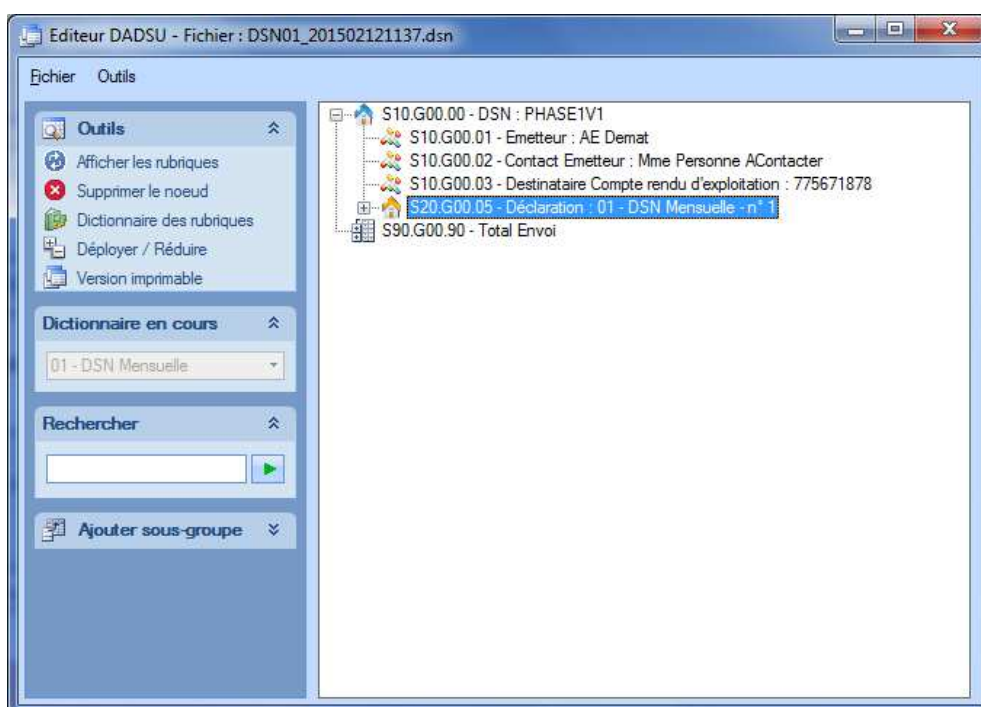 Editeur DADSU - Fichier : DSN01_201502121137.dsn
Fichier Outils
Outils
Afficher les rubriques
Supprimer le noeud
Dictionnaire des rubriques
Déployer / Réduire
Version imprimable
Dictionnaire en cours
01 - DSN Mensuelle
Rechercher
Ajouter sous-groupe
S10.G00.00 - DSN : PHASE1V1
S10.G00.01 - Emetteur : AE Demat
S10.G00.02 - Contact Emetteur : Mme Personne AContacter
S10.G00.03 - Destinataire Compte rendu d'exploitation : 775671878
S20.G00.05 - Déclaration : 01 - DSN Mensuelle - n° 1
S90.G00.90 - Total Envoi